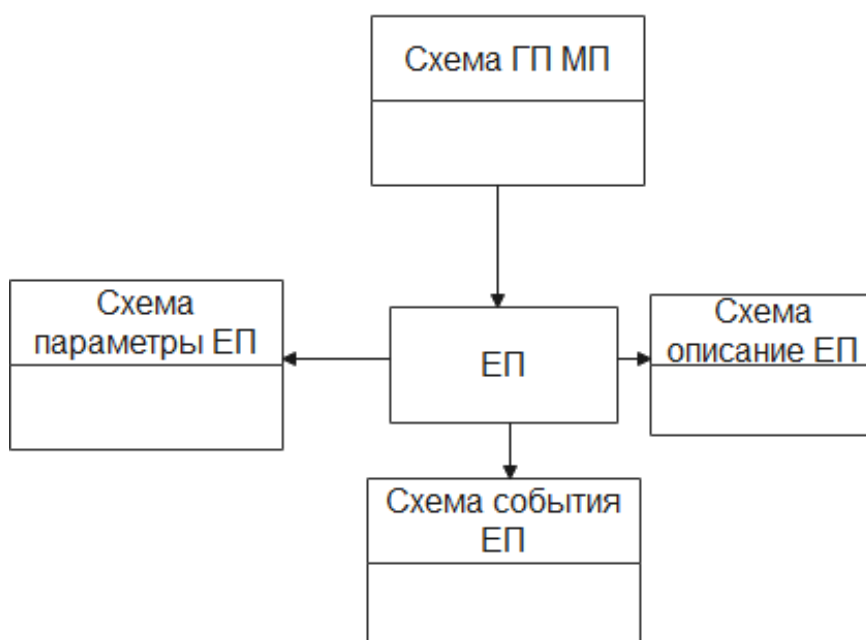 Схема ГП МП
Схема
параметры ЕП
ЕП
Схема
описание ЕП
Схема события
ЕП